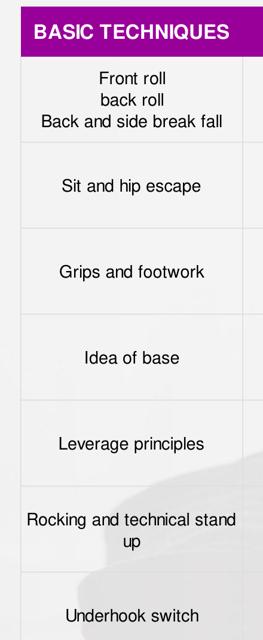 BASIC TECHNIQUES
Front roll
back roll
Back and side break fall
Sit and hip escape
Grips and footwork
Idea of base
Leverage principles
Rocking and technical stand
up
Underhook switch